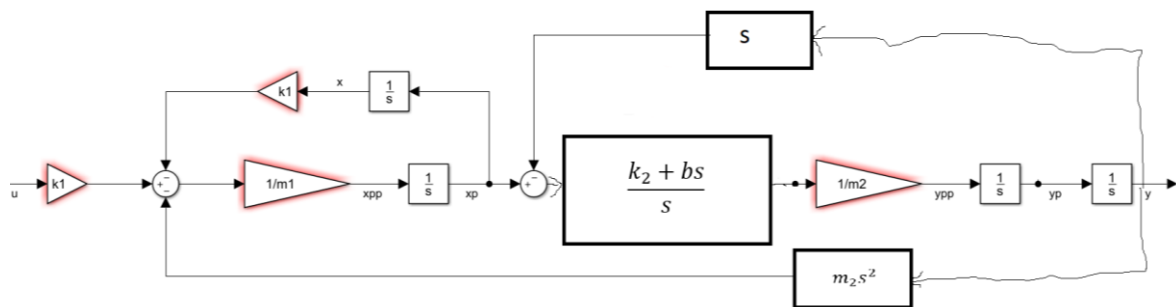 s
k1
x
1
s
u
k1
+
−
−
1/m1
xpp
1
s
xp
+
−
k₂ + bs
s
1/m2
ypp
1
s
yp
1
s
y
m₂s²